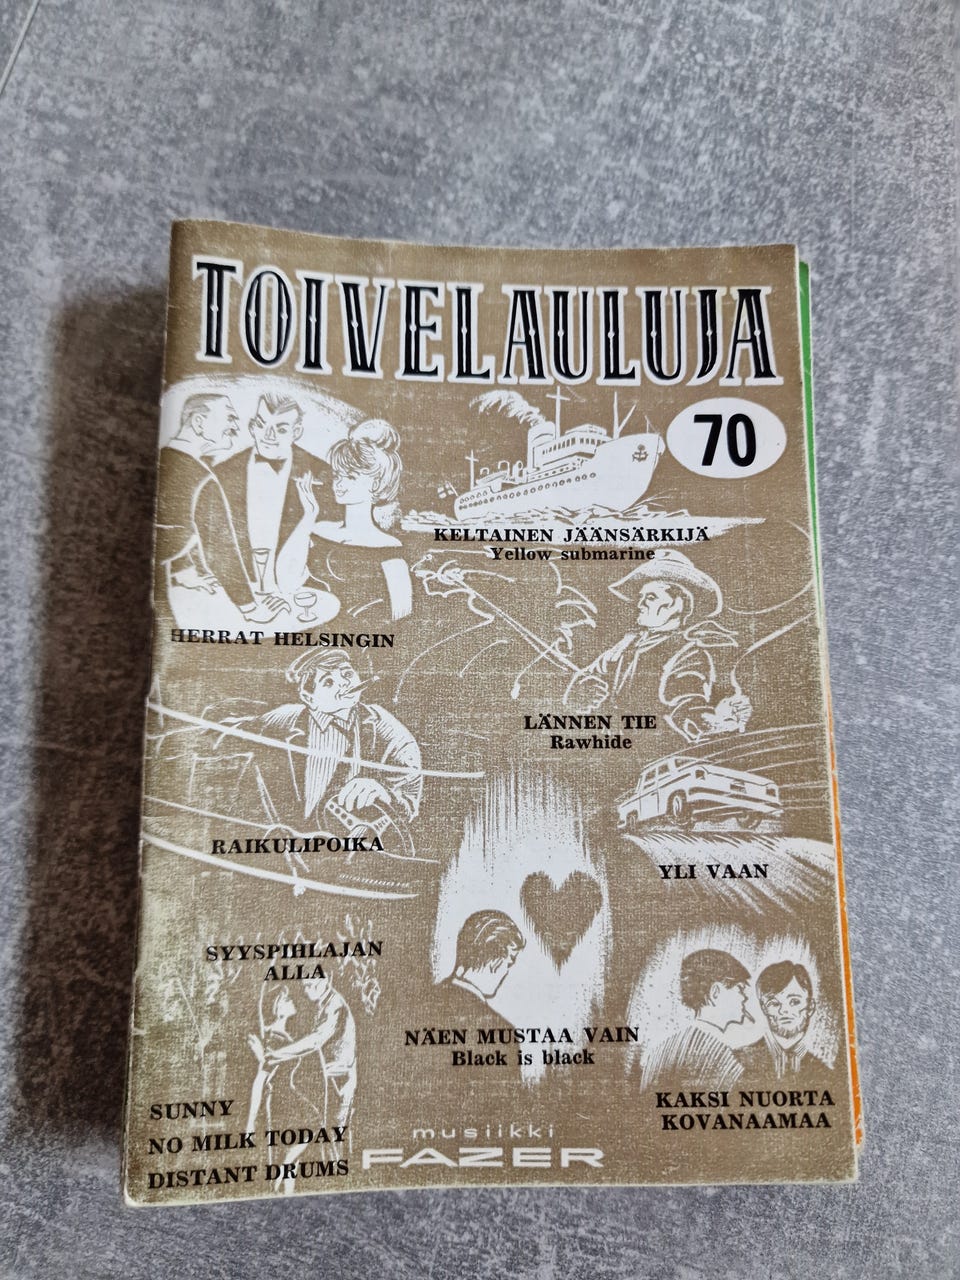 TOIVELAULUJA
70
KELTAINEN JÄÄNSÄRKIJÄ
Yellow submarine
HERRAT HELSINGIN
LÄNNEN TIE
Rawhide
RAIKULIPOIKA
YLI VAAN
SYYSPIHLAJAN
ALLA
NÄEN MUSTAA VAIN
Black is black
KAKSI NUORTA
KOVANAAMAA
SUNNY
NO MILK TODAY
DISTANT DRUMS
musiikki
FAZER